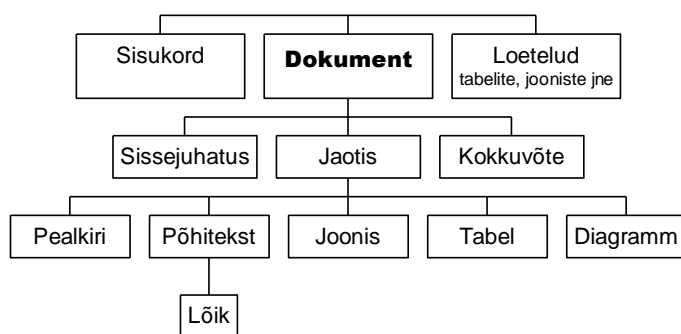 Sisukord
Dokument
Loetelud
tabelite, jooniste jne
Sissejuhatus
Jaotis
Kokkuvõte
Pealkiri
Põhitekst
Joonis
Tabel
Diagramm
Lõik